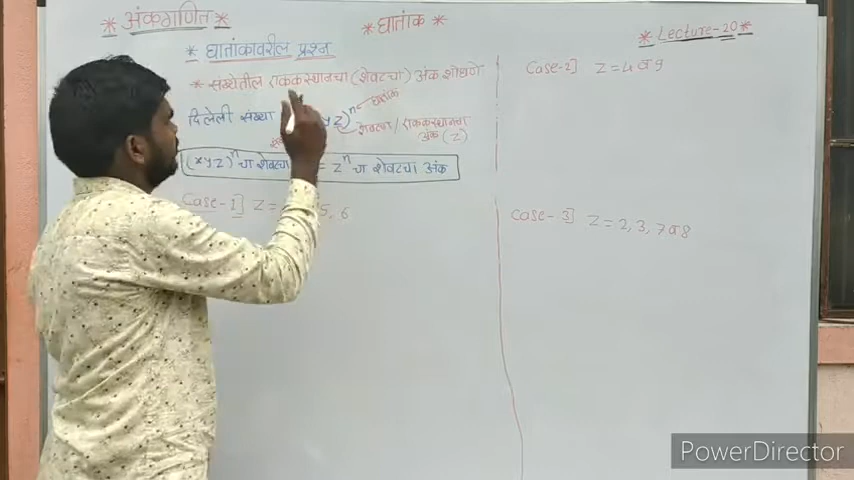 * अंकगणित *
* घातांक *
* Lecture-20 *
* घातांकावरील प्रश्न
* संख्येतील एककस्थानचा (शेवटचा) अंक शोधणे
दिलेली संख्या yz)ⁿ → घातांक
शेवटचा / एककस्थानचा अंक (z)
(xyz)ⁿ चा शेवटचा = zⁿ चा शेवटचा अंक
Case-1] Z = 5, 6
Case-2] Z = 4 व 9
Case-3] Z = 2, 3, 7 व 8
PowerDirector